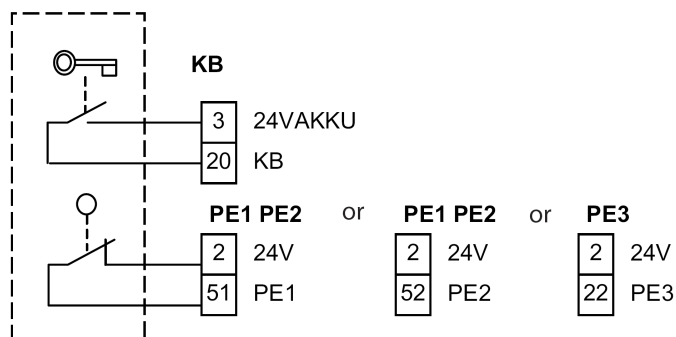 KB
3 24VAKKU
20 KB
PE1 PE2 or PE1 PE2 or PE3
2 24V 2 24V 2 24V
51 PE1 52 PE2 22 PE3